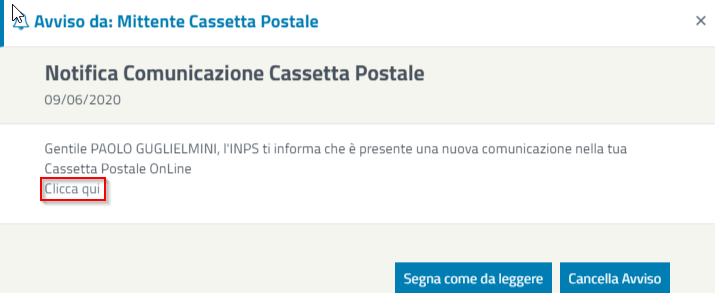 Avviso da: Mittente Cassetta Postale
Notifica Comunicazione Cassetta Postale
09/06/2020
Gentile PAOLO GUGLIELMINI, l'INPS ti informa che è presente una nuova comunicazione nella tua
Cassetta Postale OnLine
Clicca qui
Segna come da leggere
Cancella Avviso